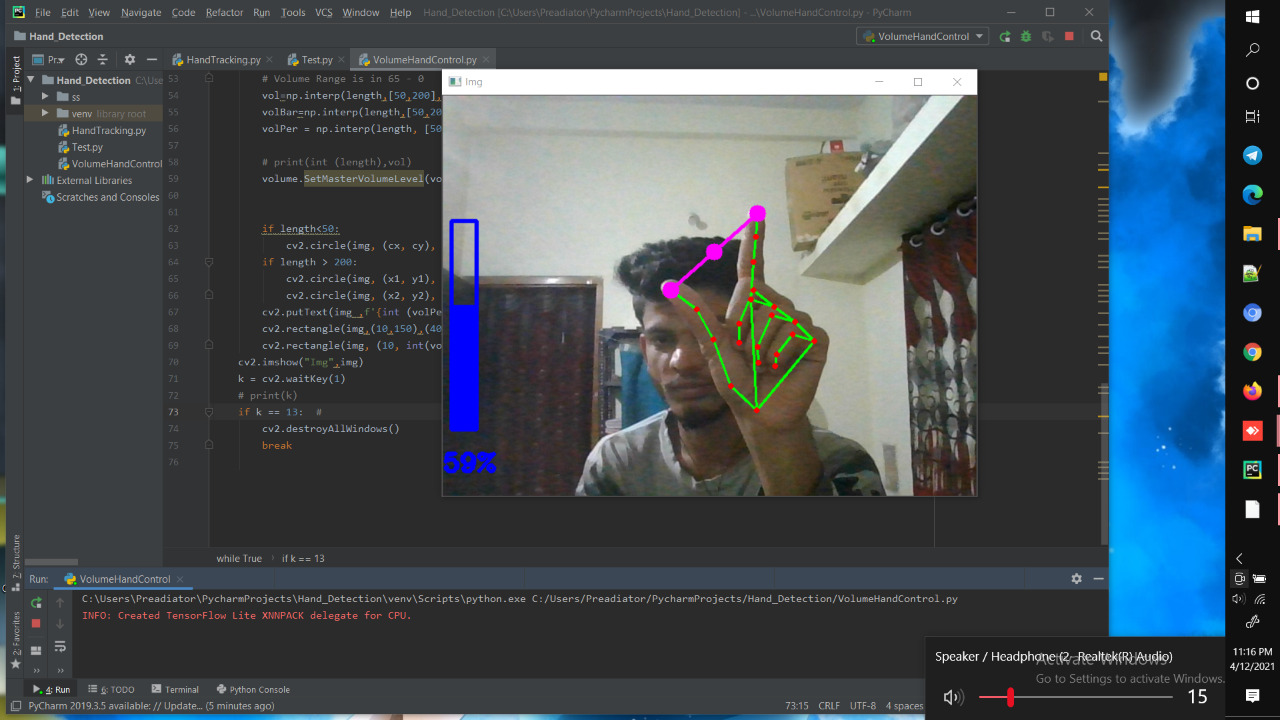 File Edit View Navigate Code Refactor Run Tools VCS Window Help Hand_Detection [C:\Users\Preadiator\PycharmProjects\Hand_Detection] - ...\VolumeHandControl.py - PyCharm
Hand_Detection
VolumeHandControl
Pr..
HandTracking.py
Test.py
VolumeHandControl.py
Img
1: Project
Hand_Detection C:\Use
ss
venv library root
HandTracking.py
Test.py
VolumeHandControl
External Libraries
Scratches and Consoles
53 # Volume Range is in 65 - 0
54 vol=np.interp(length,[50,200],
55 volBar=np.interp(length,[50,20
56 volPer = np.interp(length, [50
57
58 # print(int (length),vol)
59 volume.SetMasterVolumeLevel(vo
60
61
62 if length<50:
63 cv2.circle(img, (cx, cy),
64 if length > 200:
65 cv2.circle(img, (x1, y1),
66 cv2.circle(img, (x2, y2),
67 cv2.putText(img ,f'{int (volPe
68 cv2.rectangle(img,(10,150),(40
69 cv2.rectangle(img, (10, int(vo
70 cv2.imshow("Img",img)
71 k = cv2.waitKey(1)
72 # print(k)
73 if k == 13: #
74 cv2.destroyAllWindows()
75 break
76
59%
while True
if k == 13
7: Structure
2: Favorites
Run: VolumeHandControl
C:\Users\Preadiator\PycharmProjects\Hand_Detection\venv\Scripts\python.exe C:/Users/Preadiator/PycharmProjects/Hand_Detection/VolumeHandControl.py
INFO: Created TensorFlow Lite XNNPACK delegate for CPU.
4: Run 6: TODO Terminal Python Console
PyCharm 2019.3.5 available: // Update... (5 minutes ago)
73:15 CRLF UTF-8 4 spaces
Speaker / Headphone (2- Realtek(R) Audio)
Activate Windows
Go to Settings to activate Windows.
15
11:16 PM
4/12/2021